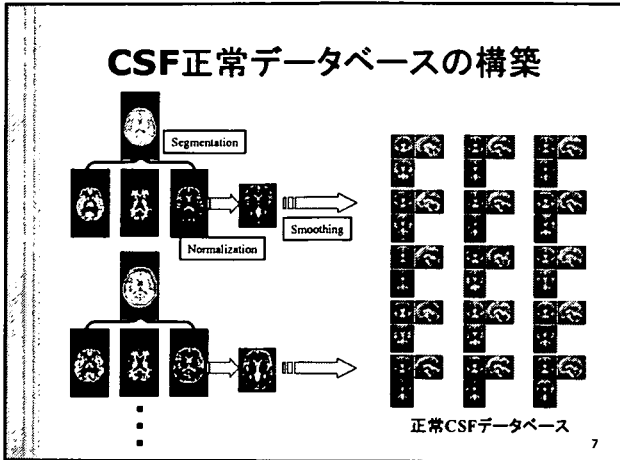 CSF正常データベースの構築
Segmentation
Normalization
Smoothing
正常CSFデータベース
7